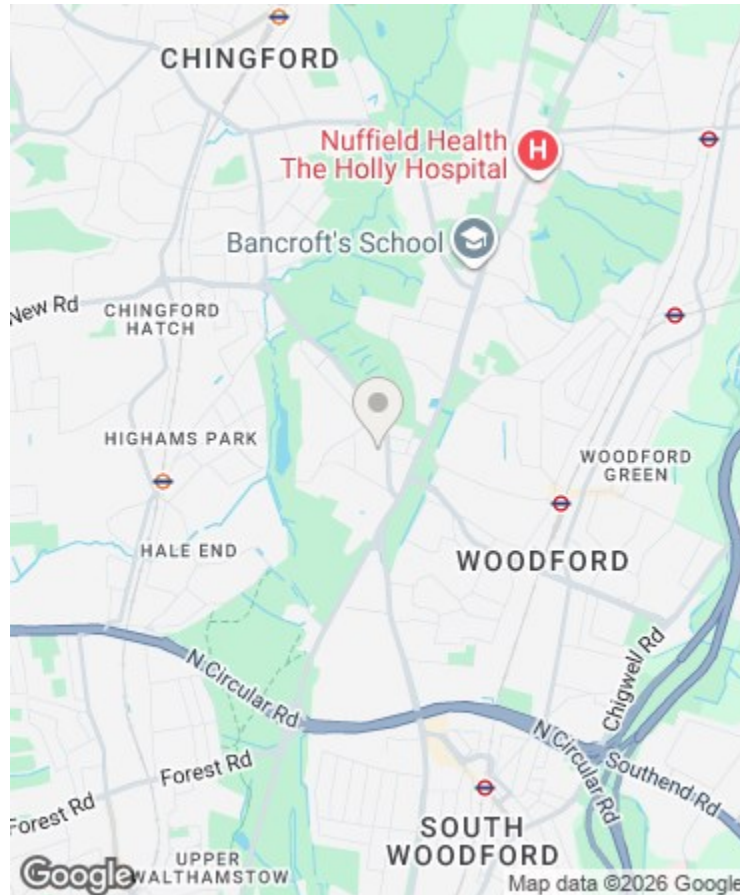 CHINGFORD
Nuffield Health
The Holly Hospital
H
Bancroft's School
New Rd
CHINGFORD
HATCH
HIGHAMS PARK
WOODFORD
GREEN
HALE END
WOODFORD
Chigwell Rd
N Circular Rd
N Circular Rd
Southend Rd
Forest Rd
Forest Rd
SOUTH
WOODFORD
UPPER
WALTHAMSTOW
Google
Map data ©2026 Google